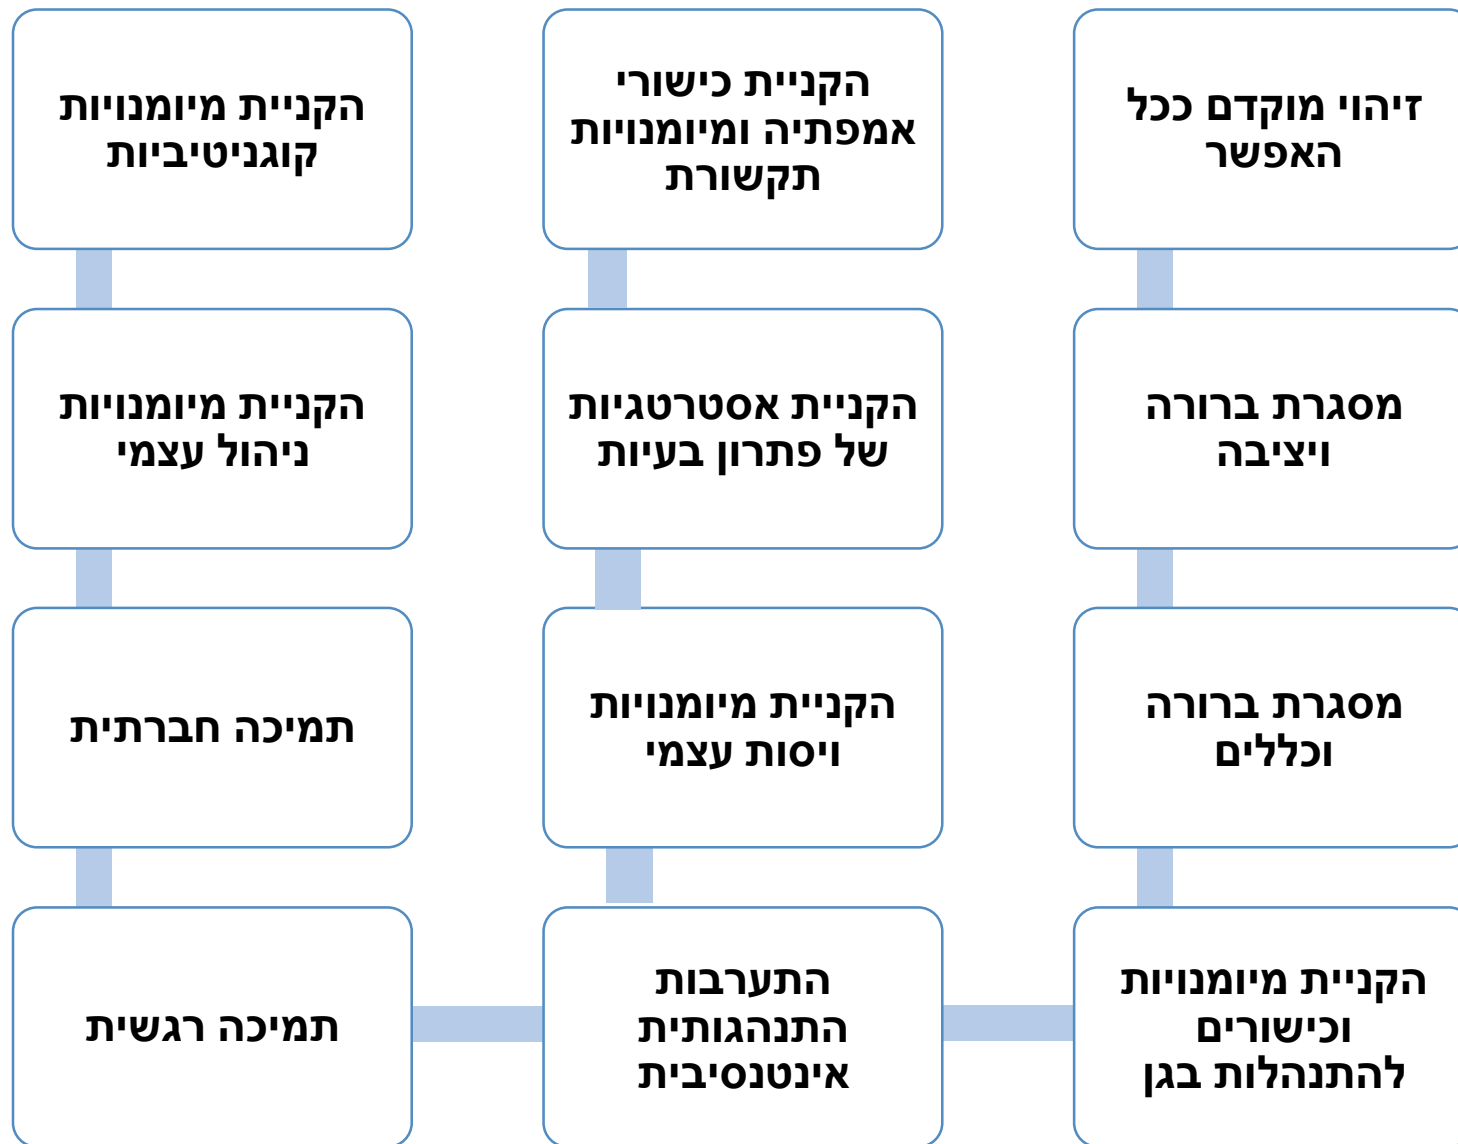 זיהוי מוקדם ככל
האפשר
מסגרת ברורה
ויציבה
מסגרת ברורה
וכללים
הקניית מיומנויות
וכישורים
להתנהלות בגן
הקניית כישורי
אמפתיה ומיומנויות
תקשורת
הקניית אסטרטגיות
של פתרון בעיות
הקניית מיומנויות
ויסות עצמי
התערבות
התנהגותית
אינטנסיבית
הקניית מיומנויות
קוגניטיביות
הקניית מיומנויות
ניהול עצמי
תמיכה חברתית
תמיכה רגשית